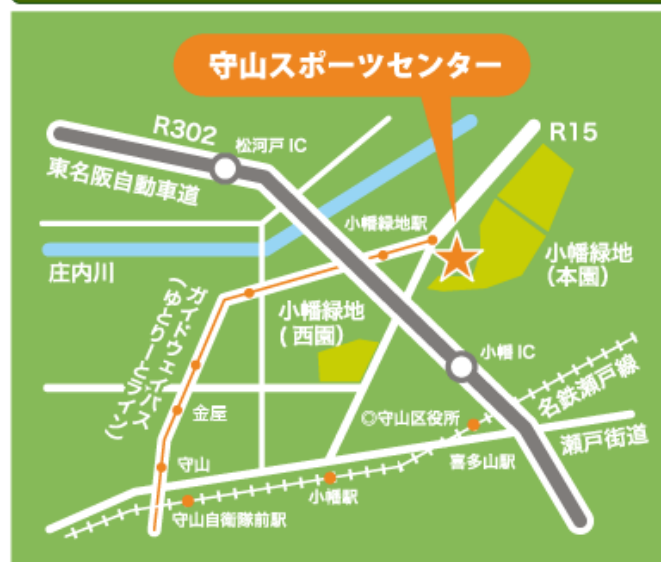 守山スポーツセンター
R302
松河戸 IC
R15
東名阪自動車道
小幡緑地駅
庄内川
小幡緑地
(本園)
ガイドウェイバス
(ゆとりーとライン)
小幡緑地
(西園)
小幡 IC
名鉄瀬戸線
金屋
◎守山区役所
瀬戸街道
守山
喜多山駅
小幡駅
守山自衛隊前駅